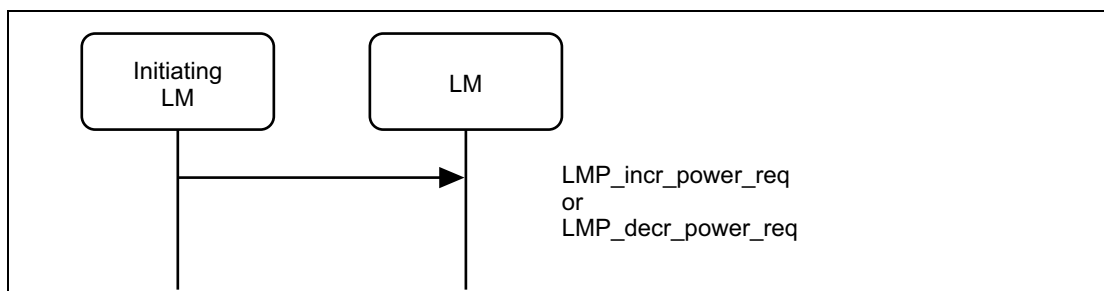 Initiating
LM
LM
LMP_incr_power_req
or
LMP_decr_power_req